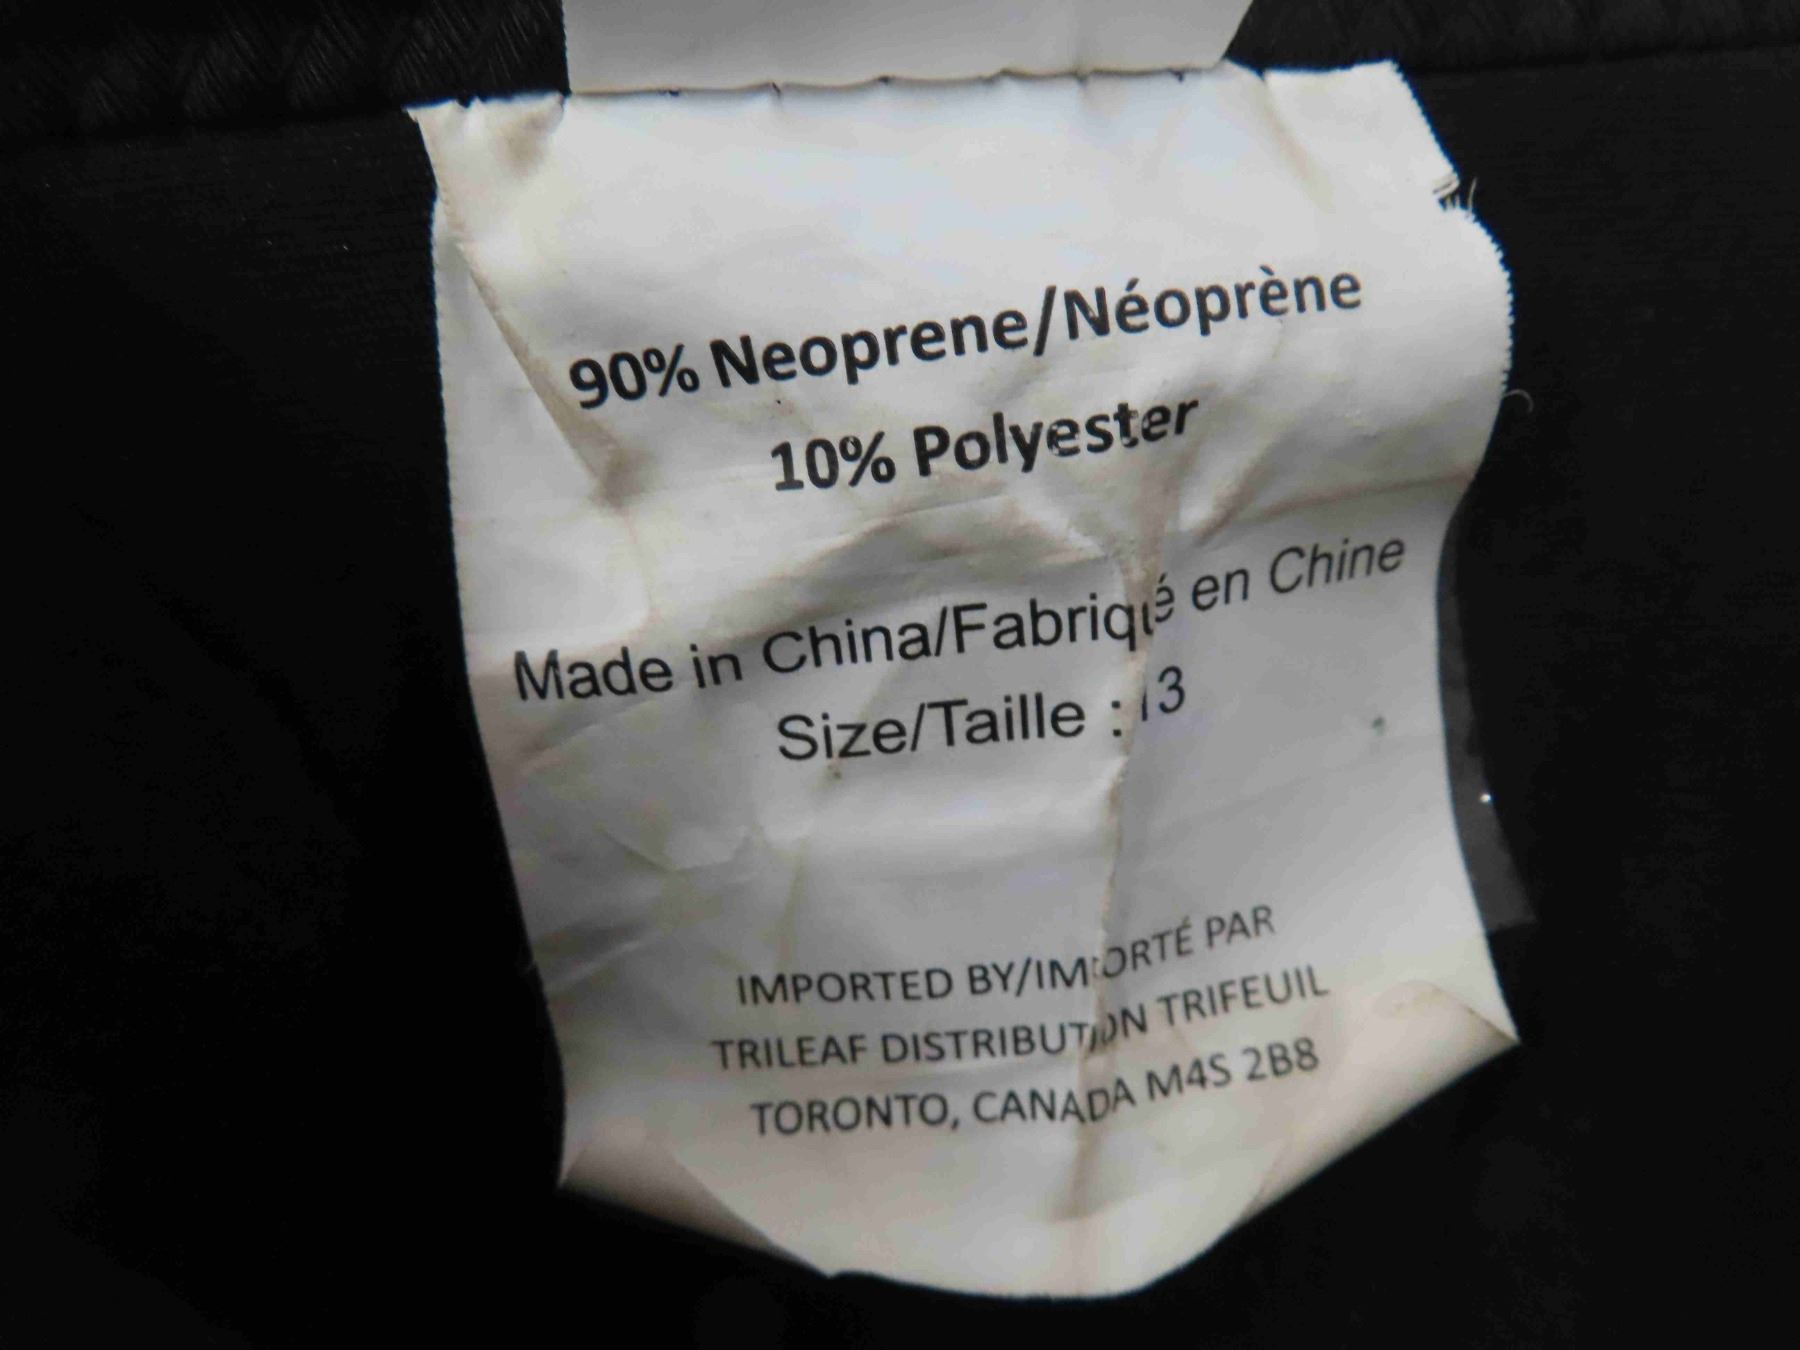 90% Neoprene/Néoprène
10% Polyester
Made in China/Fabriqué en Chine
Size/Taille : 13
IMPORTED BY/IMPORTÉ PAR
TRILEAF DISTRIBUTION TRIFEUIL
TORONTO, CANADA M4S 2B8